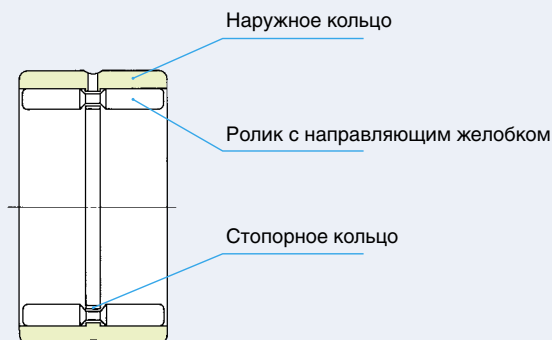 Наружное кольцо
Ролик с направляющим желобком
Стопорное кольцо